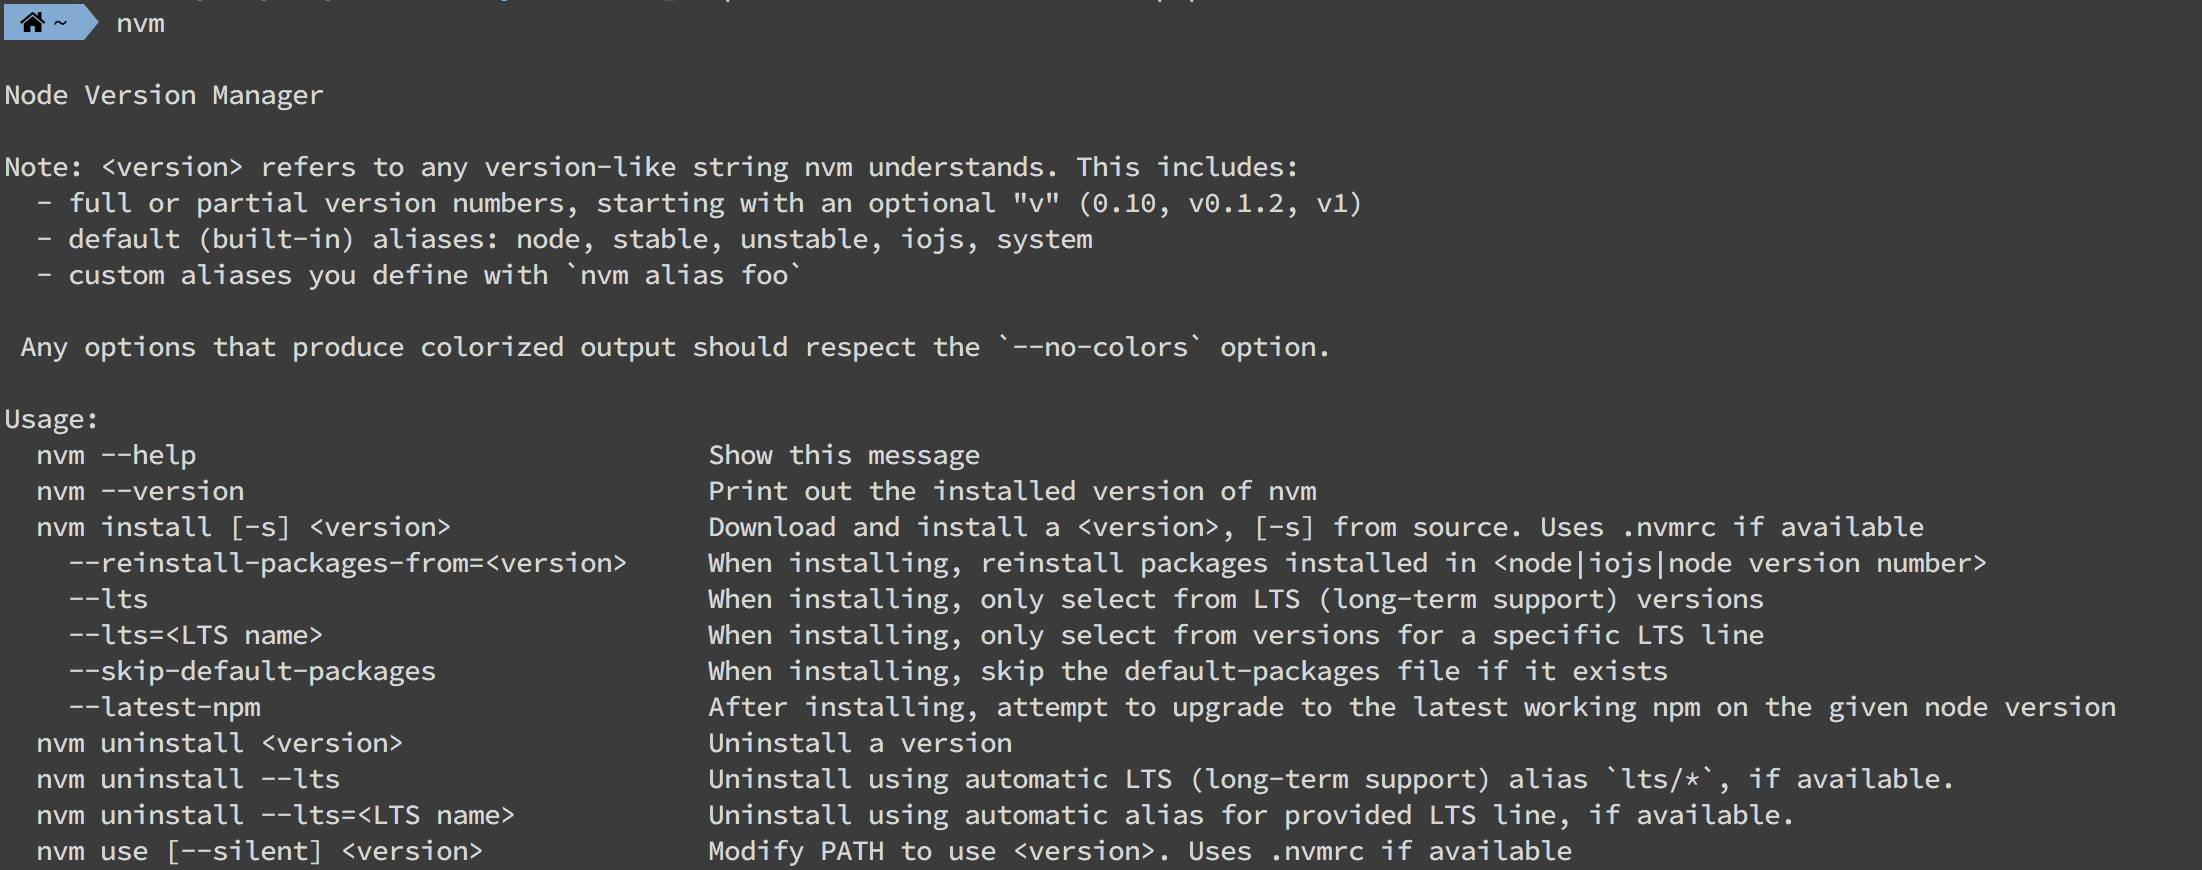 ~ nvm
Node Version Manager
Note: <version> refers to any version-like string nvm understands. This includes:
- full or partial version numbers, starting with an optional "v" (0.10, v0.1.2, v1)
- default (built-in) aliases: node, stable, unstable, iojs, system
- custom aliases you define with `nvm alias foo`
Any options that produce colorized output should respect the `--no-colors` option.
Usage:
nvm --help Show this message
nvm --version Print out the installed version of nvm
nvm install [-s] <version> Download and install a <version>, [-s] from source. Uses .nvmrc if available
--reinstall-packages-from=<version> When installing, reinstall packages installed in <node|iojs|node version number>
--lts When installing, only select from LTS (long-term support) versions
--lts=<LTS name> When installing, only select from versions for a specific LTS line
--skip-default-packages When installing, skip the default-packages file if it exists
--latest-npm After installing, attempt to upgrade to the latest working npm on the given node version
nvm uninstall <version> Uninstall a version
nvm uninstall --lts Uninstall using automatic LTS (long-term support) alias `lts/*`, if available.
nvm uninstall --lts=<LTS name> Uninstall using automatic alias for provided LTS line, if available.
nvm use [--silent] <version> Modify PATH to use <version>. Uses .nvmrc if available